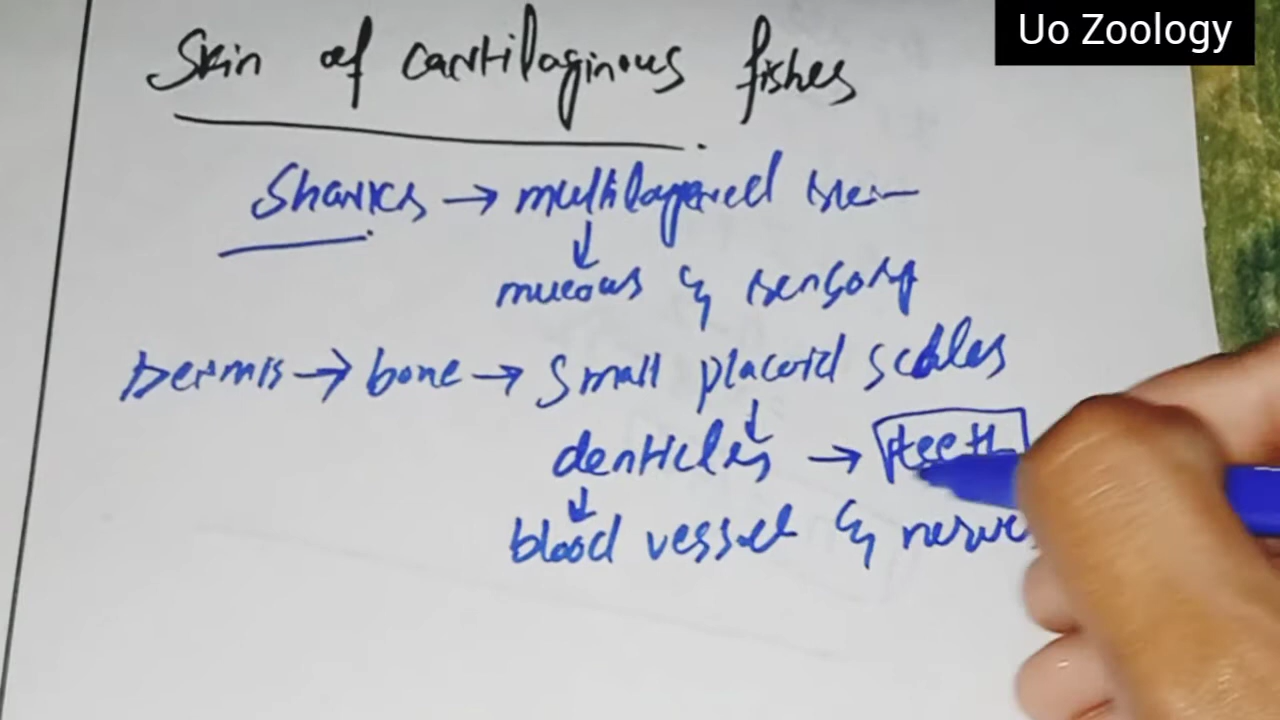 Uo Zoology
Skin of cartilaginous fishes
Sharks → multilayered
↓
mucous & sensory
Dermis → bone → Small placoid scales
↓
denticles → teeth
↓
blood vessel & nerve